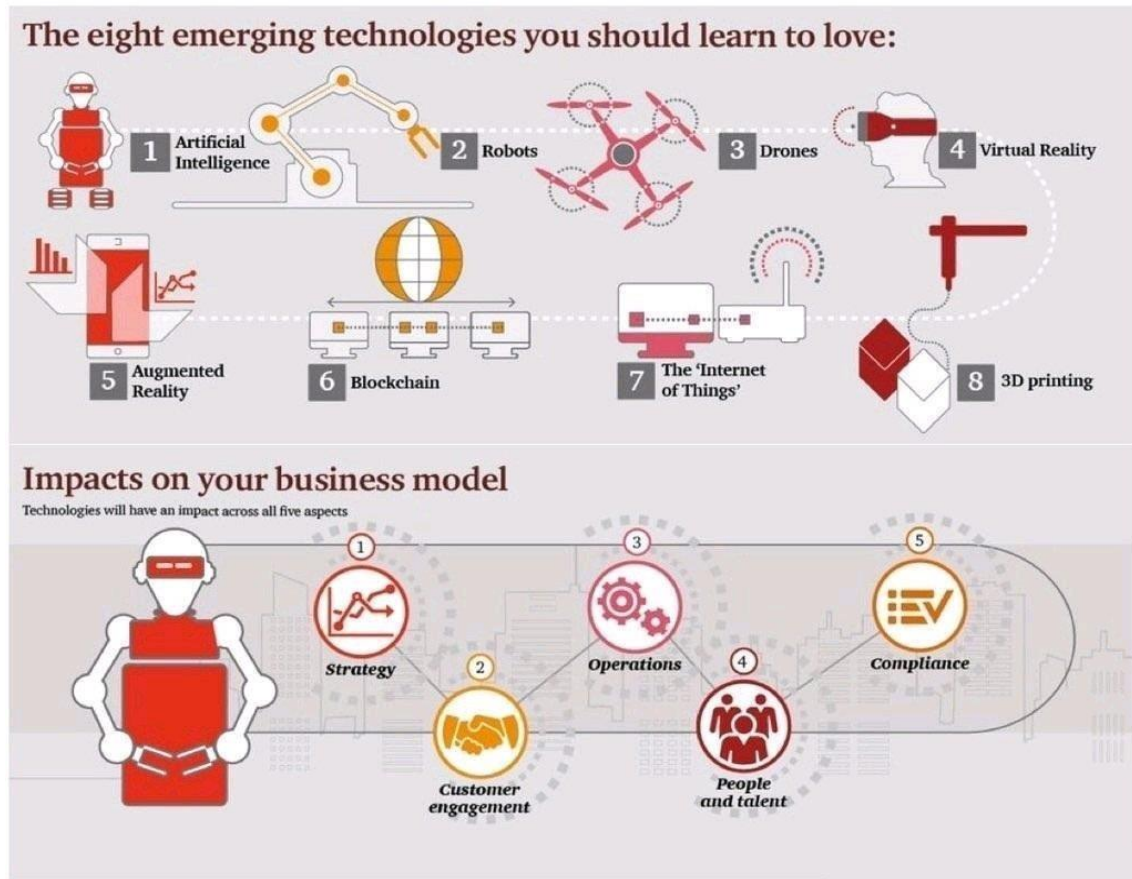 The eight emerging technologies you should learn to love:
1 Artificial
Intelligence
2 Robots
3 Drones
4 Virtual Reality
5 Augmented
Reality
6 Blockchain
7 The 'Internet
of Things'
8 3D printing
Impacts on your business model
Technologies will have an impact across all five aspects
1
Strategy
2
Customer
engagement
3
Operations
4
People
and talent
5
Compliance